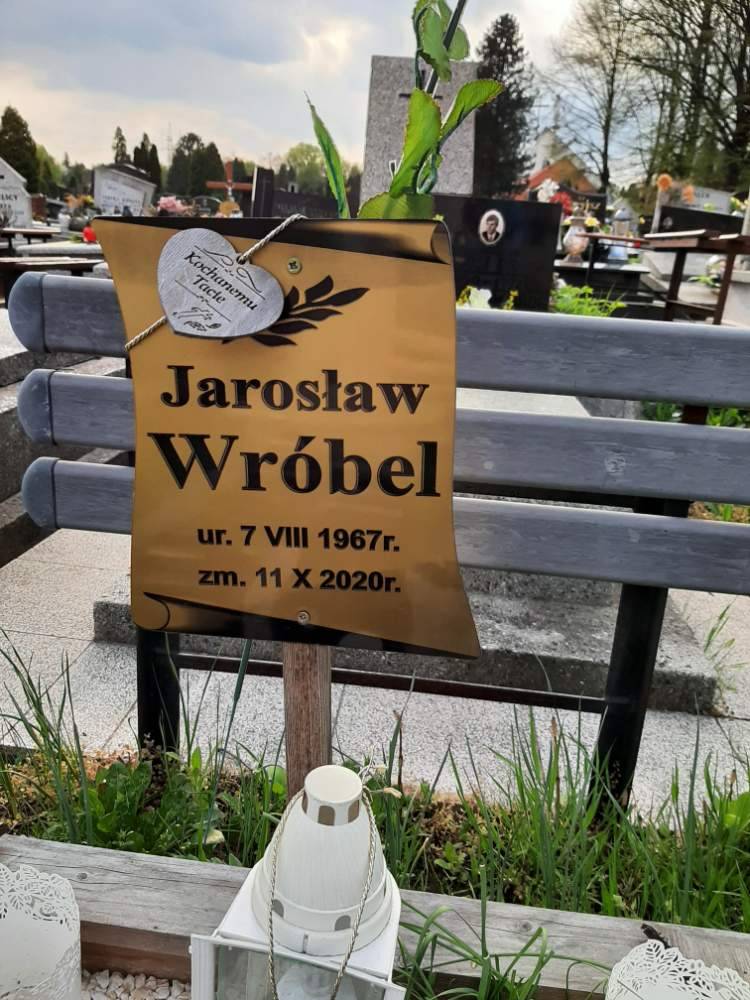 Kochanemu
Tacie
Jarosław
Wróbel
ur. 7 VIII 1967r.
zm. 11 X 2020r.